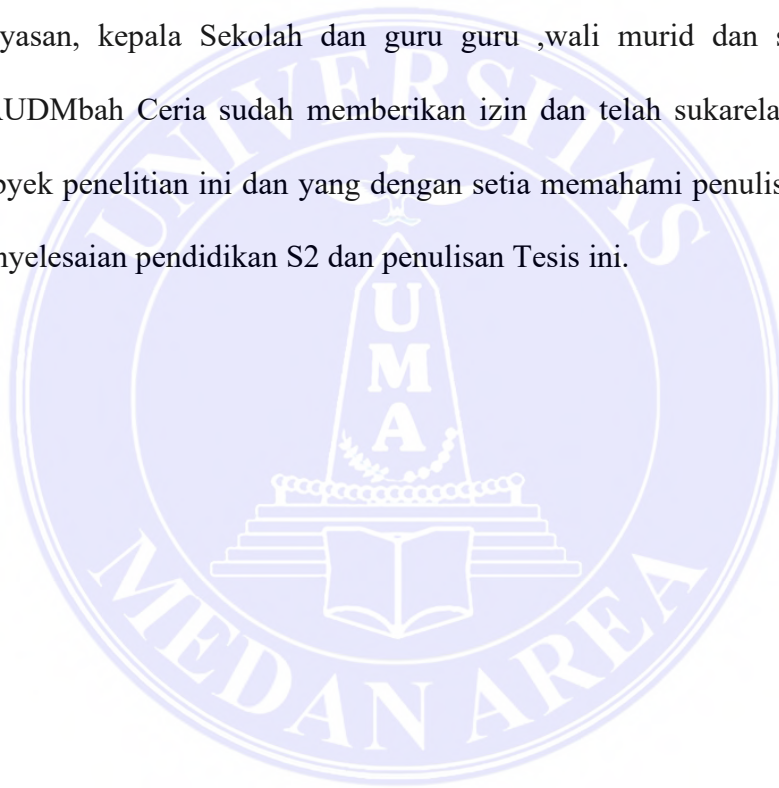 yasan, kepala Sekolah dan guru guru ,wali murid dan
UDMbah Ceria sudah memberikan izin dan telah sukarela
yek penelitian ini dan yang dengan setia memahami penulis
nyelesaian pendidikan S2 dan penulisan Tesis ini.
UNIVERSITAS
UMA
MEDAN AREA